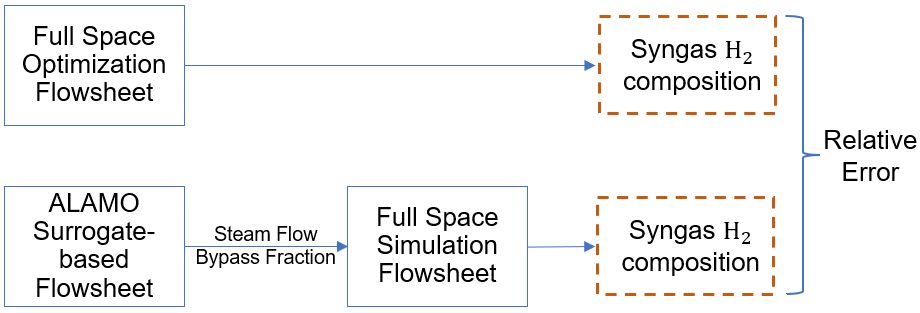 Full Space
Optimization
Flowsheet
Syngas H₂
composition
Relative
Error
ALAMO
Surrogate-
based
Flowsheet
Steam Flow
Bypass Fraction
Full Space
Simulation
Flowsheet
Syngas H₂
composition